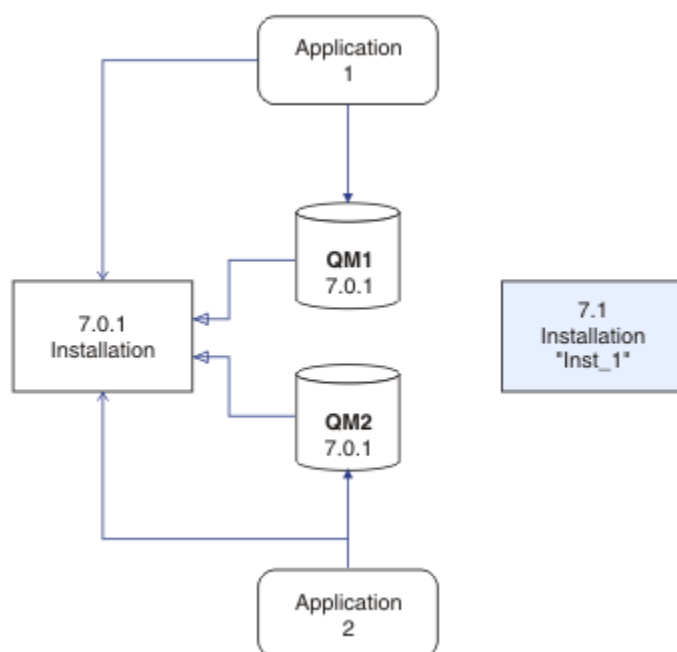 Application
1
QM1
7.0.1
7.0.1
Installation
7.1
Installation
"Inst_1"
QM2
7.0.1
Application
2